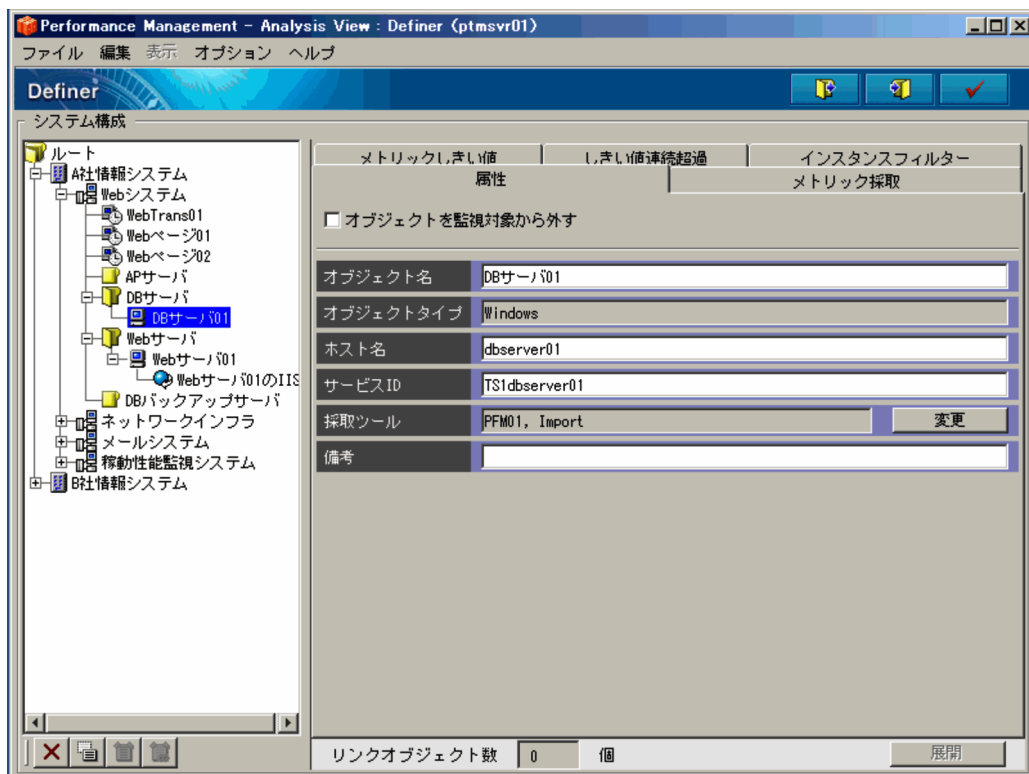 Performance Management - Analysis View : Definer (ptmsvr01)
ファイル 編集 表示 オプション ヘルプ
Definer
システム構成
ルート
A社情報システム
Webシステム
WebTrans01
Webページ01
Webページ02
APサーバ
DBサーバ
DBサーバ01
Webサーバ
Webサーバ01
Webサーバ01のIIS
DBバックアップサーバ
ネットワークインフラ
メールシステム
稼動性能監視システム
B社情報システム
メトリックしきい値 しきい値連続超過 インスタンスフィルター
属性 メトリック採取
オブジェクトを監視対象から外す
オブジェクト名 DBサーバ01
オブジェクトタイプ Windows
ホスト名 dbserver01
サービスID TS1dbserver01
採取ツール PFM01, Import 変更
備考
リンクオブジェクト数 0 個 展開